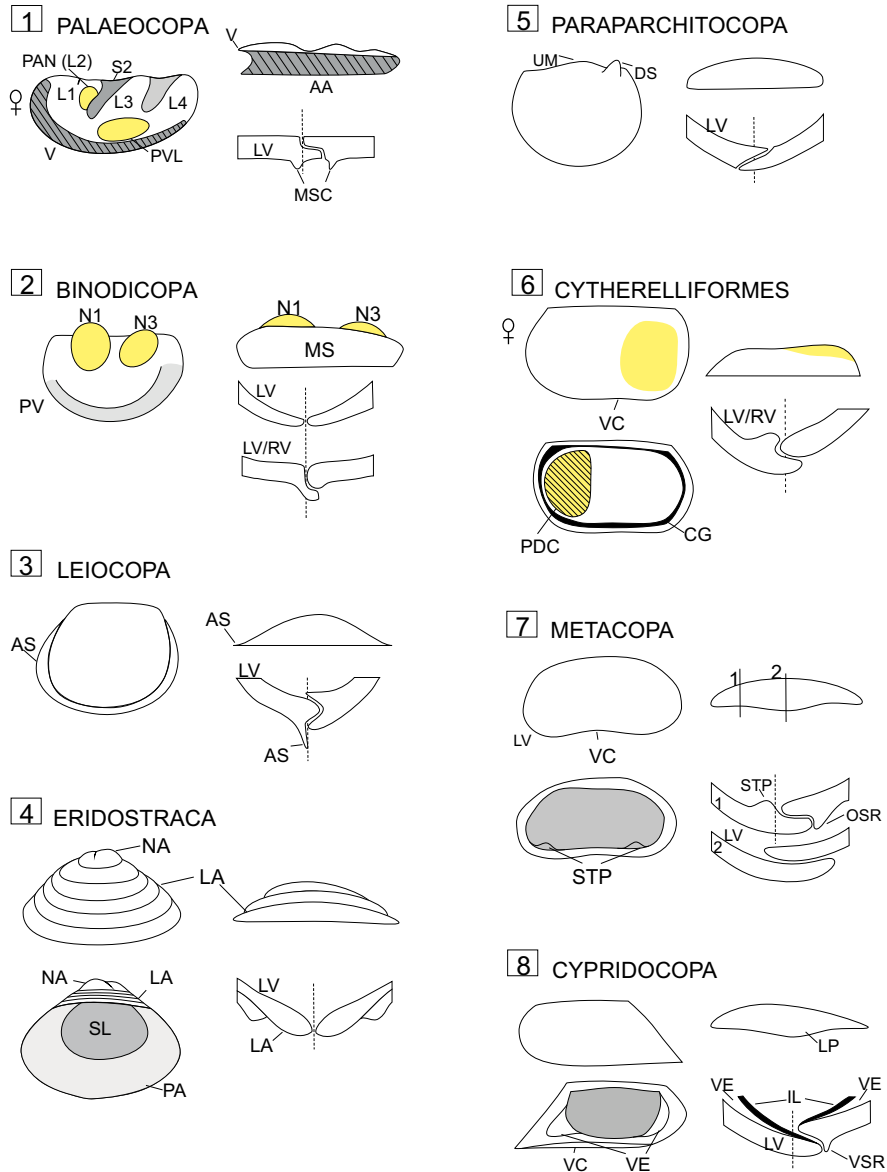 1 PALAEOCOPA
PAN (L2)
S2
L1
L3
L4
♀
V
PVL
V
AA
LV
MSC
2 BINODICOPA
N1
N3
PV
N1
N3
MS
LV
LV/RV
3 LEIOCOPA
AS
AS
LV
AS
4 ERIDOSTRACA
NA
LA
NA
LA
SL
PA
LV
LA
5 PARAPARCHITOCOPA
UM
DS
LV
6 CYTHERELLIFORMES
♀
VC
LV/RV
PDC
CG
7 METACOPA
1
2
LV
VC
STP
STP
1
OSR
LV
2
8 CYPRIDOCOPA
LP
VE
IL
VE
LV
VC
VE
VSR